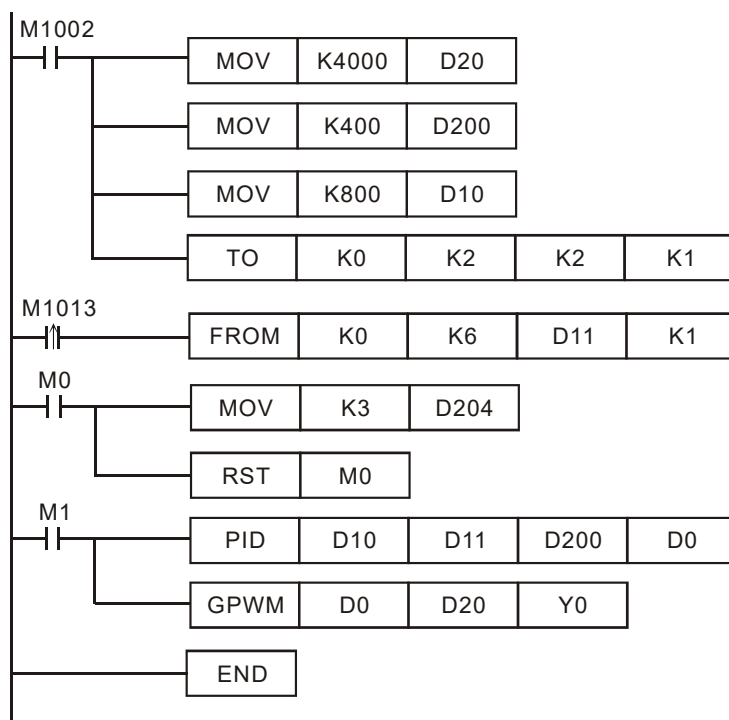 M1002
MOV K4000 D20
MOV K400 D200
MOV K800 D10
TO K0 K2 K2 K1
M1013
FROM K0 K6 D11 K1
M0
MOV K3 D204
RST M0
M1
PID D10 D11 D200 D0
GPWM D0 D20 Y0
END